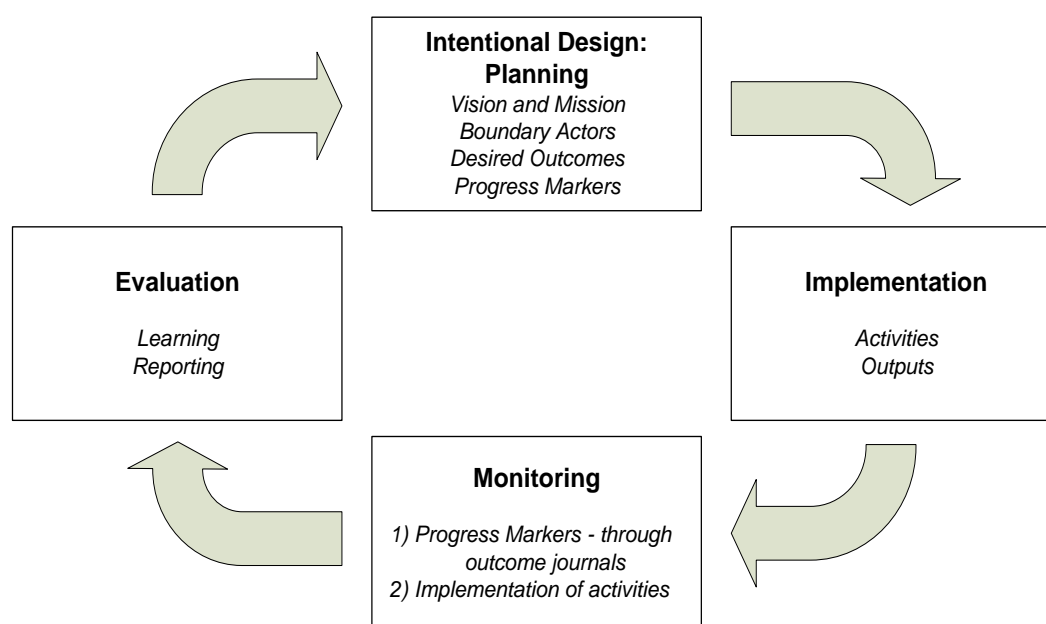 Intentional Design:
Planning
Vision and Mission
Boundary Actors
Desired Outcomes
Progress Markers
Evaluation
Learning
Reporting
Implementation
Activities
Outputs
Monitoring
1) Progress Markers - through
outcome journals
2) Implementation of activities